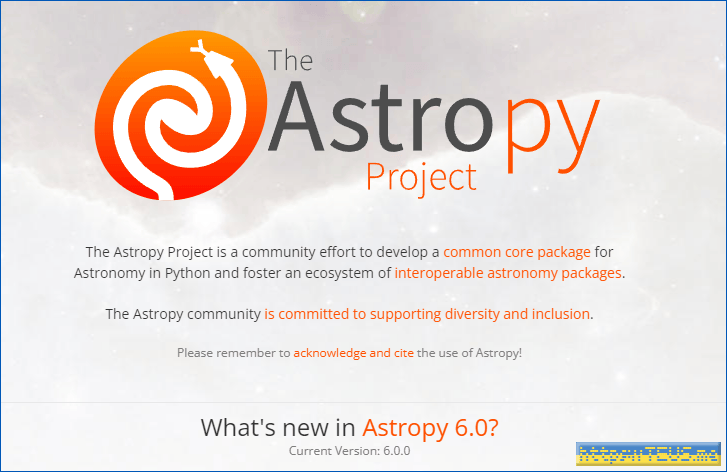 The
Astropy
Project
The Astropy Project is a community effort to develop a common core package for
Astronomy in Python and foster an ecosystem of interoperable astronomy packages.
The Astropy community is committed to supporting diversity and inclusion.
Please remember to acknowledge and cite the use of Astropy!
What's new in Astropy 6.0?
Current Version: 6.0.0